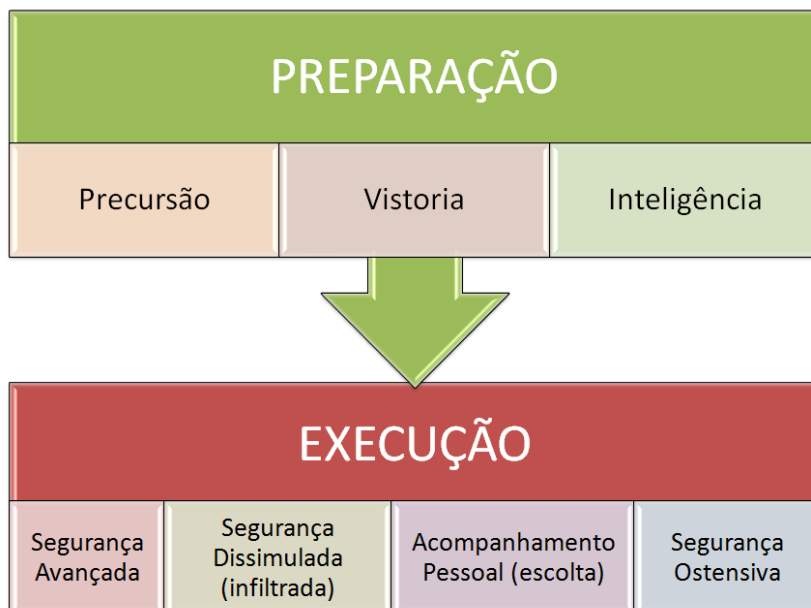 PREPARAÇÃO
Precursão
Vistoria
Inteligência
EXECUÇÃO
Segurança
Avançada
Segurança
Dissimulada
(infiltrada)
Acompanhamento
Pessoal (escolta)
Segurança
Ostensiva